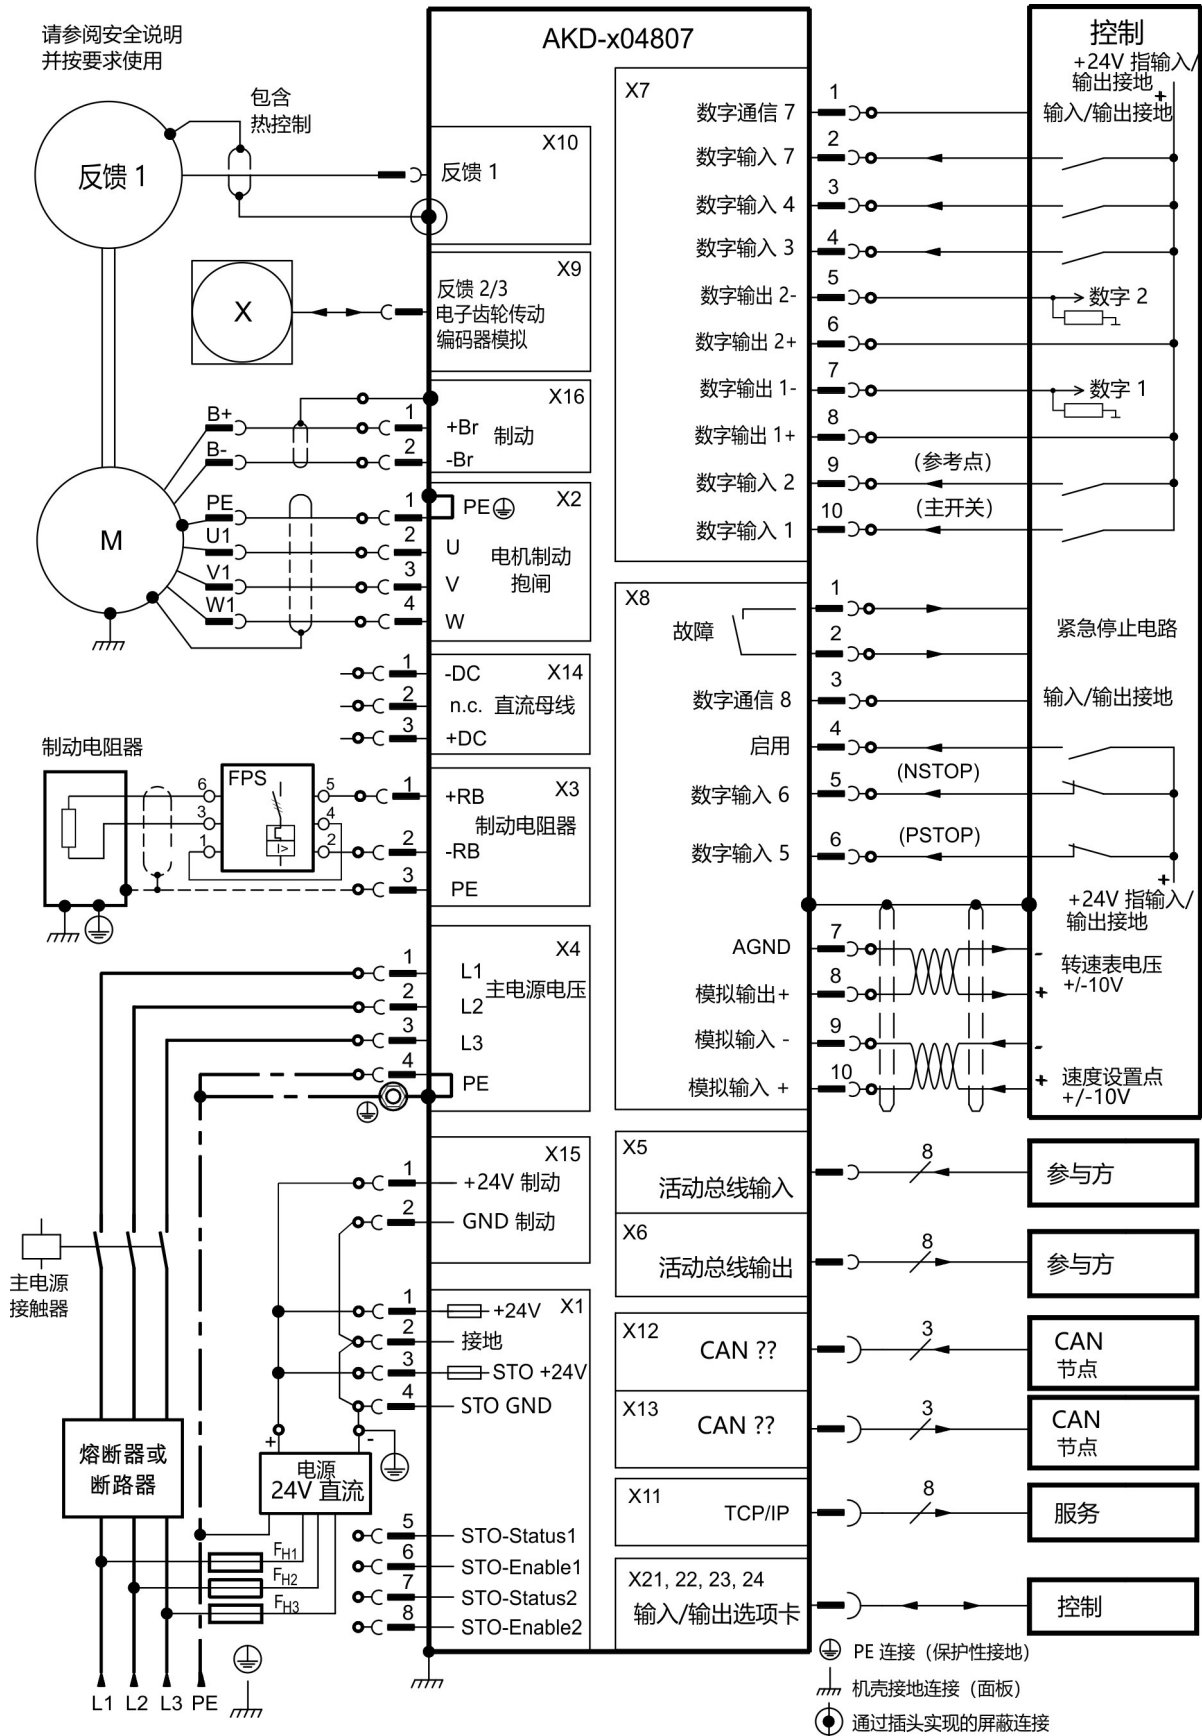 请参阅安全说明
并按要求使用
AKD-x04807
控制
+24V 指输入/
输出接地
+
输入/输出接地
反馈 1
包含
热控制
X10
反馈 1
X
X9
反馈 2/3
电子齿轮传动
编码器模拟
X16
B+
1
+Br
制动
B-
2
-Br
M
X2
PE
1
PE
U1
2
U
电机制动
抱闸
V1
3
V
W1
4
W
X14
1
-DC
2
n.c. 直流母线
3
+DC
制动电阻器
FPS
6
5
3
4
1
2
I>
X3
1
+RB
制动电阻器
2
-RB
3
PE
X4
1
L1
主电源电压
2
L2
3
L3
4
PE
X15
1
+24V 制动
2
GND 制动
主电源
接触器
X1
1
+24V
2
接地
3
STO +24V
4
STO GND
+
-
电源
24V 直流
熔断器或
断路器
5
STO-Status1
6
STO-Enable1
7
STO-Status2
8
STO-Enable2
FH1
FH2
FH3
L1 L2 L3 PE
X7
数字通信 7
1
数字输入 7
2
数字输入 4
3
数字输入 3
4
数字输出 2-
5
数字 2
数字输出 2+
6
数字输出 1-
7
数字 1
数字输出 1+
8
数字输入 2
9
(参考点)
数字输入 1
10
(主开关)
X8
故障
1
2
紧急停止电路
数字通信 8
3
输入/输出接地
启用
4
数字输入 6
5
(NSTOP)
数字输入 5
6
(PSTOP)
+
+24V 指输入/
输出接地
AGND
7
-
转速表电压
+/-10V
模拟输出+
8
+
模拟输入 -
9
-
模拟输入 +
10
+
速度设置点
+/-10V
X5
活动总线输入
8
参与方
X6
活动总线输出
8
参与方
X12
CAN ??
3
CAN
节点
X13
CAN ??
3
CAN
节点
X11
TCP/IP
8
服务
X21, 22, 23, 24
输入/输出选项卡
控制
PE 连接（保护性接地）
机壳接地连接（面板）
通过插头实现的屏蔽连接